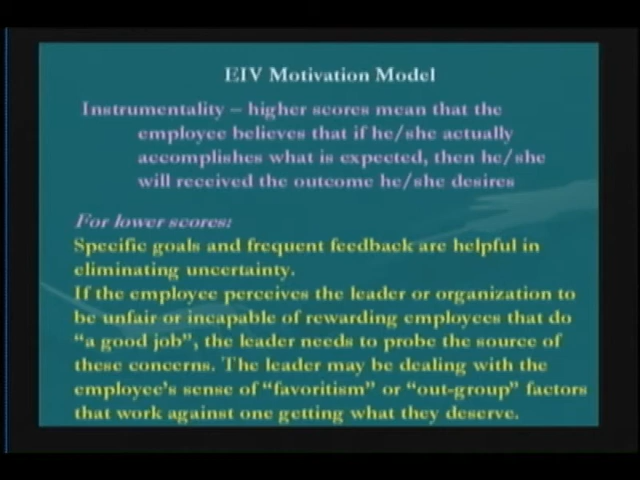 EIV Motivation Model
Instrumentality – higher scores mean that the
employee believes that if he/she actually
accomplishes what is expected, then he/she
will received the outcome he/she desires
For lower scores:
Specific goals and frequent feedback are helpful in
eliminating uncertainty.
If the employee perceives the leader or organization to
be unfair or incapable of rewarding employees that do
“a good job”, the leader needs to probe the source of
these concerns. The leader may be dealing with the
employee’s sense of “favoritism” or “out-group” factors
that work against one getting what they deserve.